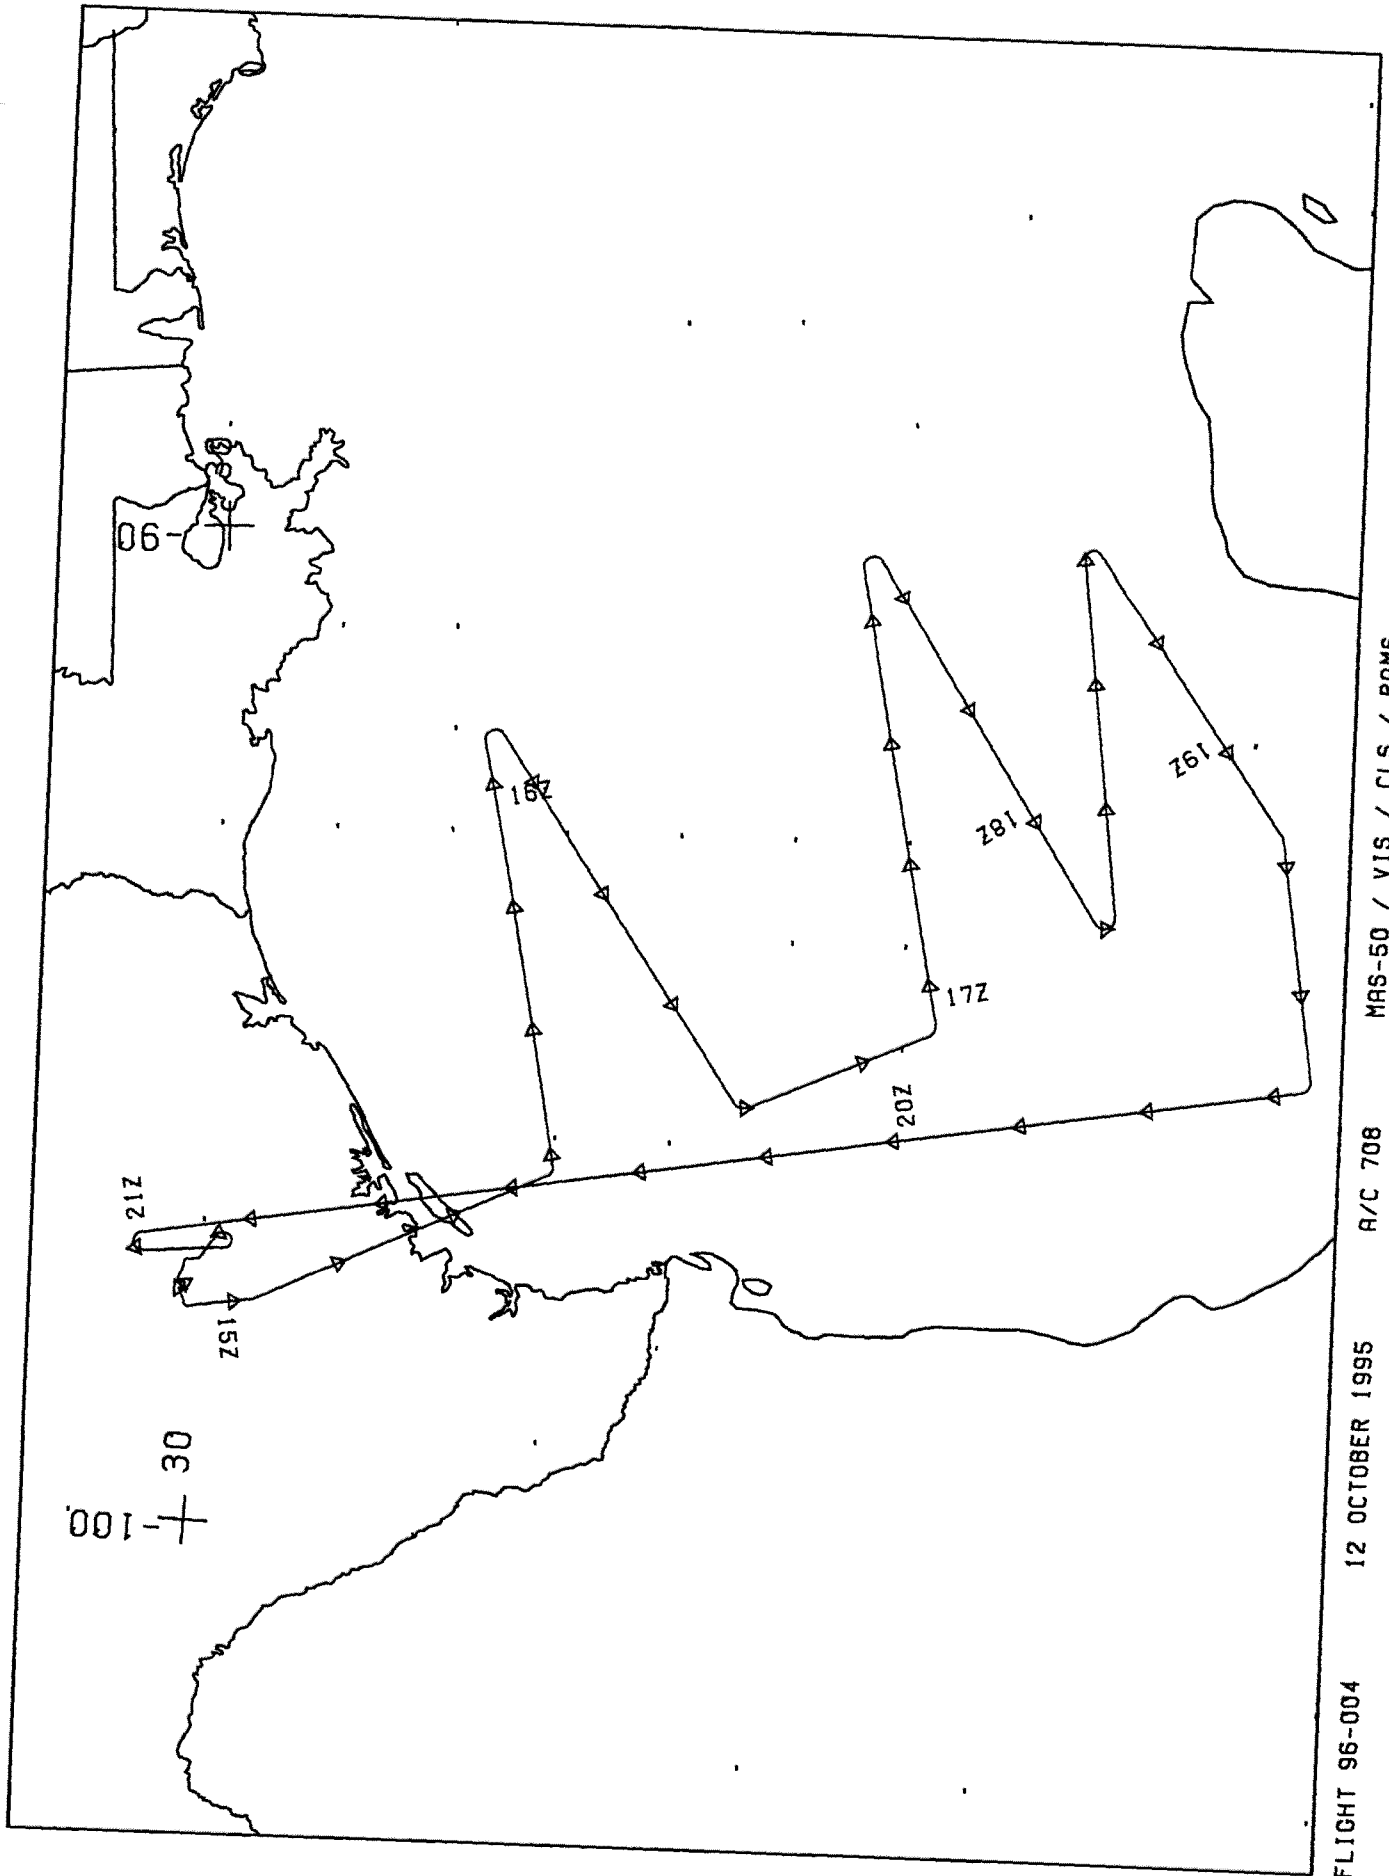 -90
30
-100
15Z
16Z
17Z
18Z
19Z
20Z
21Z
FLIGHT 96-004 12 OCTOBER 1995 A/C 708 MAS-50 / VIS / CLS /